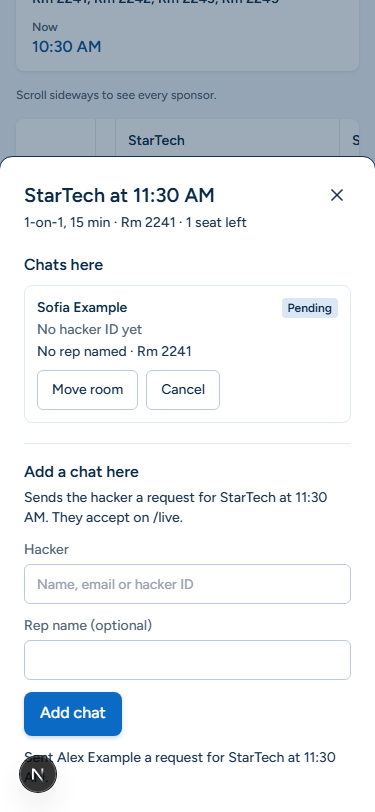 Now
10:30 AM
Scroll sideways to see every sponsor.
StarTech
S
StarTech at 11:30 AM
1-on-1, 15 min · Rm 2241 · 1 seat left
Chats here
Sofia Example
Pending
No hacker ID yet
No rep named · Rm 2241
Move room
Cancel
Add a chat here
Sends the hacker a request for StarTech at 11:30
AM. They accept on /live.
Hacker
Name, email or hacker ID
Rep name (optional)
Add chat
Sent Alex Example a request for StarTech at 11:30
N